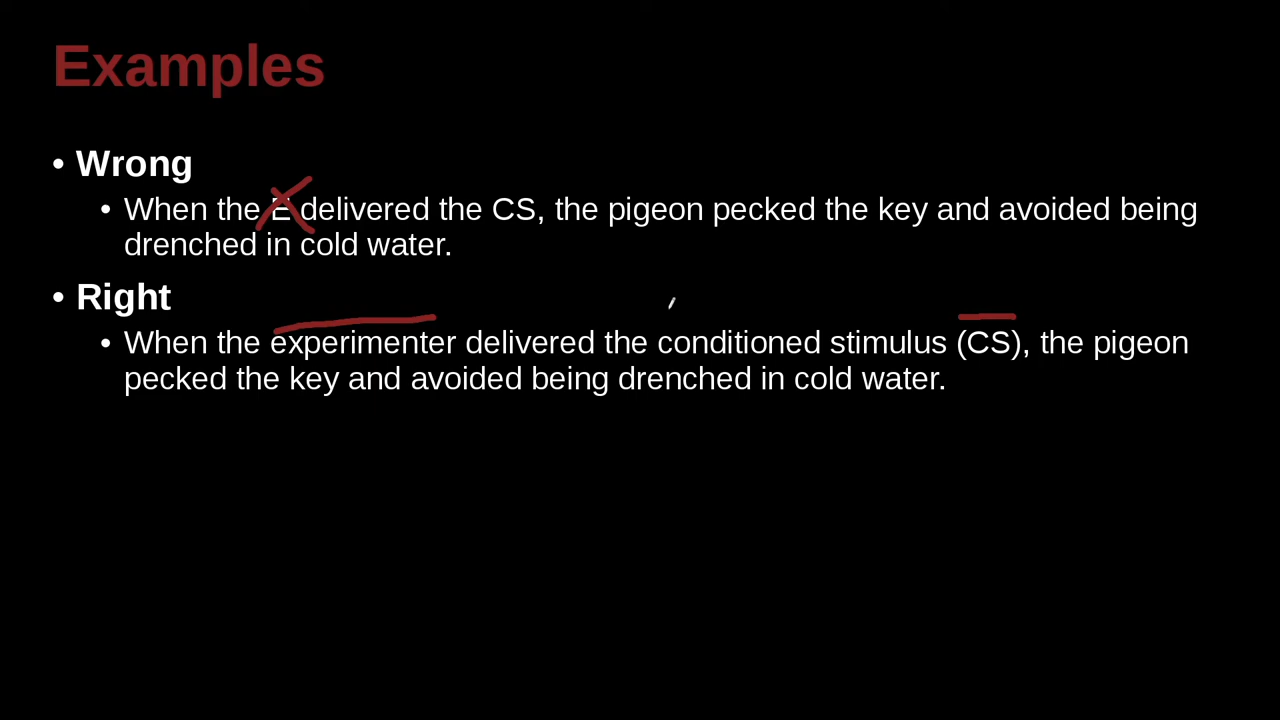 Examples
• Wrong
• When the E delivered the CS, the pigeon pecked the key and avoided being
drenched in cold water.
• Right
• When the experimenter delivered the conditioned stimulus (CS), the pigeon
pecked the key and avoided being drenched in cold water.